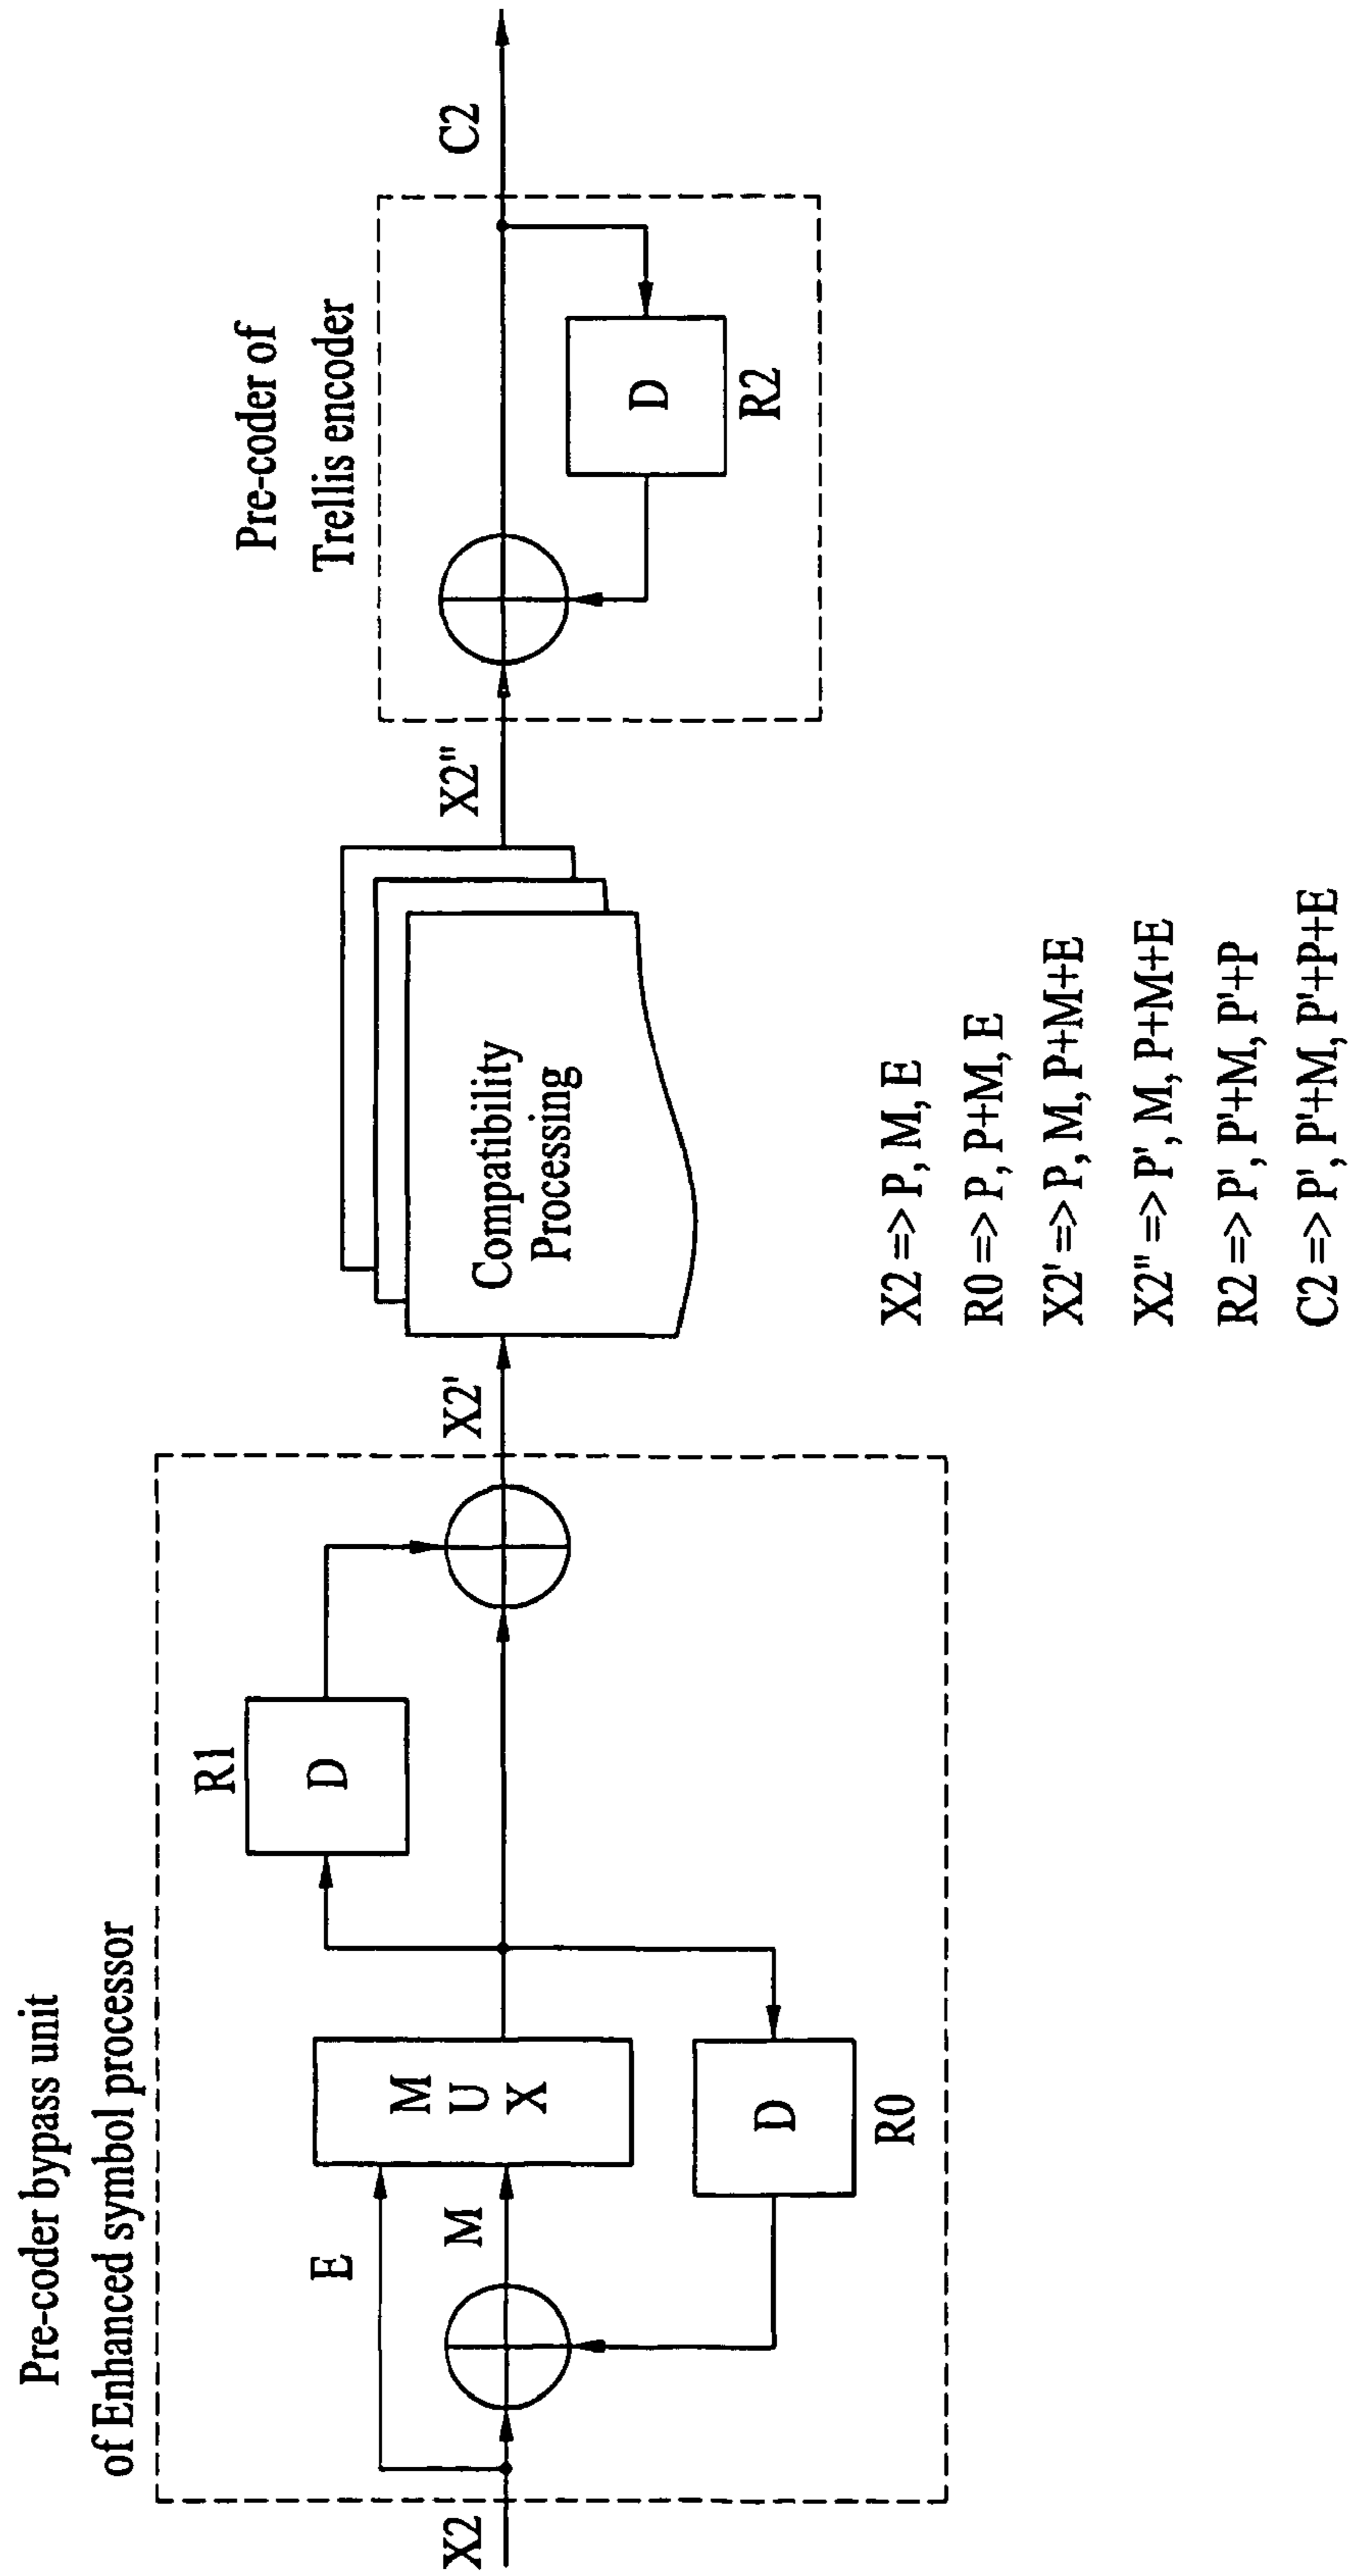 Pre-coder bypass unit
of Enhanced symbol processor
X2
E
M
M
U
X
D
R0
R1
D
X2'
Compatibility
Processing
X2"
Pre-coder of
Trellis encoder
D
R2
C2
X2 => P, M, E
R0 => P, P+M, E
X2' => P, M, P+M+E
X2" => P', M, P+M+E
R2 => P', P'+M, P'+P
C2 => P', P'+M, P'+P+E